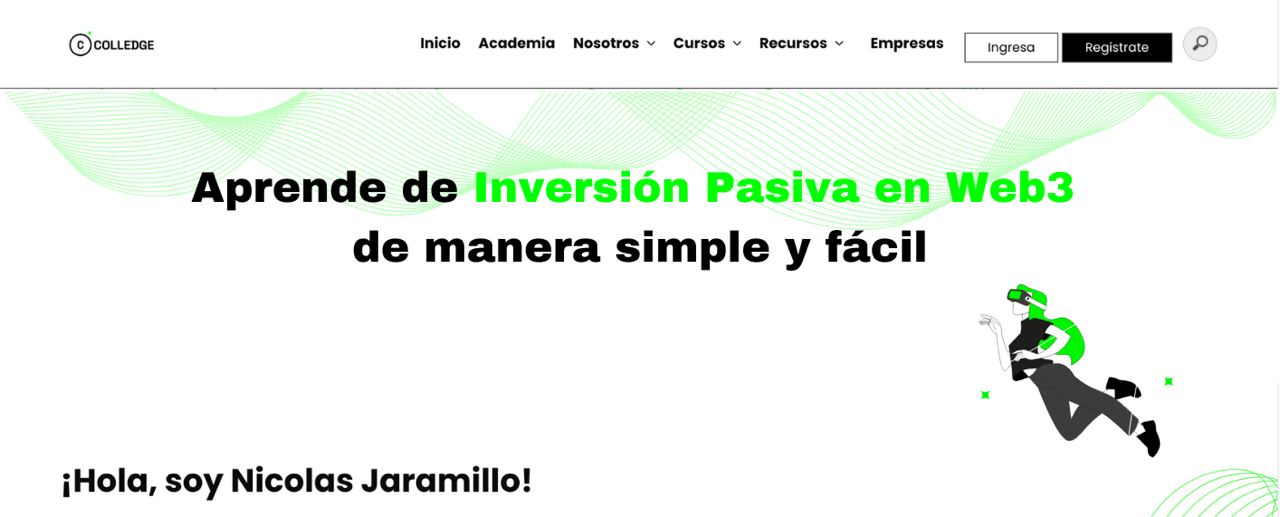 C COLLEDGE
Inicio Academia Nosotros Cursos Recursos Empresas Ingresa Registrate
Aprende de Inversión Pasiva en Web3
de manera simple y fácil
¡Hola, soy Nicolas Jaramillo!